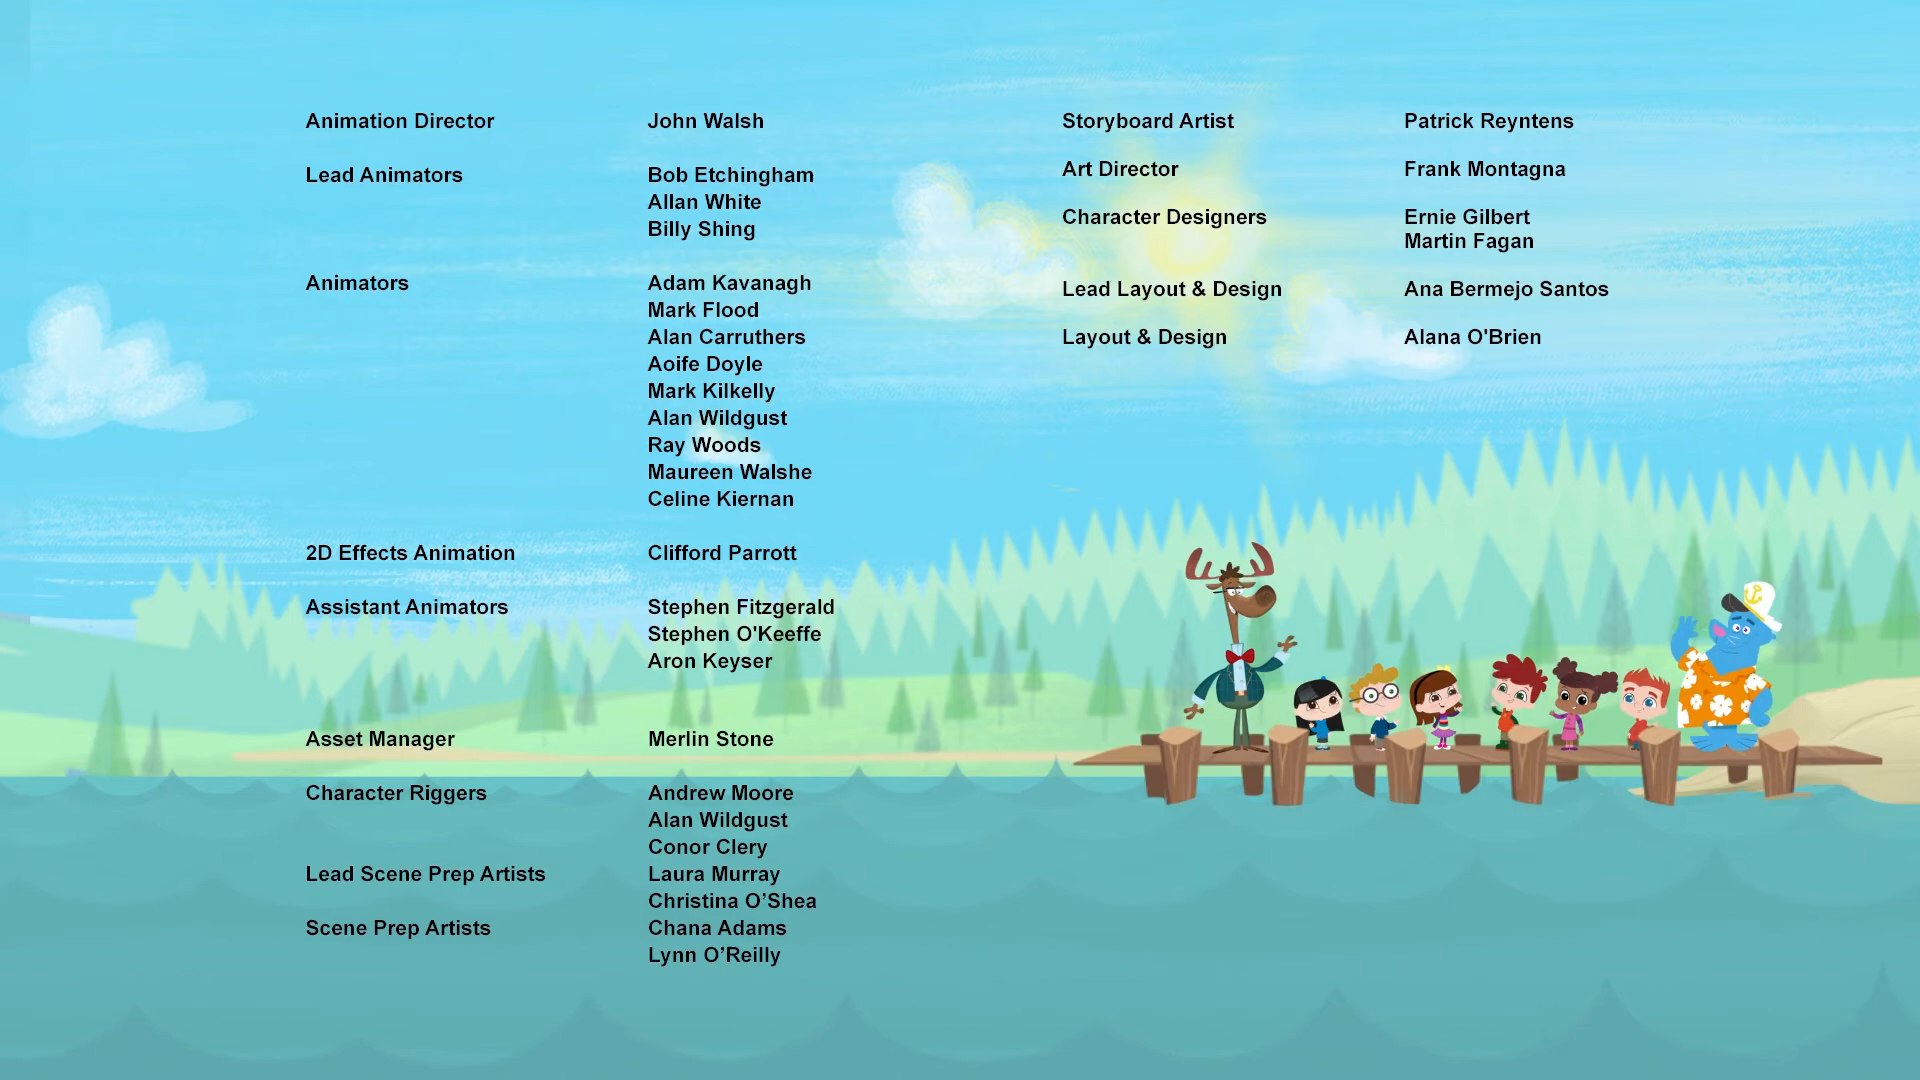 Animation Director John Walsh
Lead Animators Bob Etchingham
Allan White
Billy Shing
Animators Adam Kavanagh
Mark Flood
Alan Carruthers
Aoife Doyle
Mark Kilkelly
Alan Wildgust
Ray Woods
Maureen Walshe
Celine Kiernan
2D Effects Animation Clifford Parrott
Assistant Animators Stephen Fitzgerald
Stephen O'Keeffe
Aron Keyser
Asset Manager Merlin Stone
Character Riggers Andrew Moore
Alan Wildgust
Conor Clery
Lead Scene Prep Artists Laura Murray
Christina O’Shea
Scene Prep Artists Chana Adams
Lynn O’Reilly
Storyboard Artist Patrick Reyntens
Art Director Frank Montagna
Character Designers Ernie Gilbert
Martin Fagan
Lead Layout & Design Ana Bermejo Santos
Layout & Design Alana O'Brien